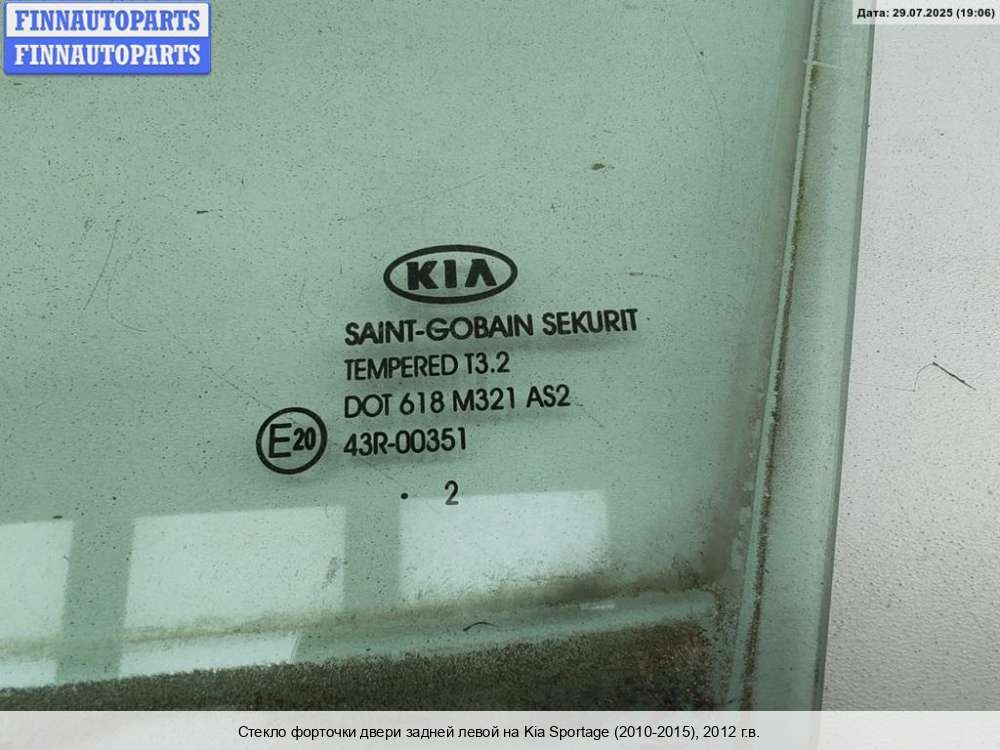 FINNAUTOPARTS
FINNAUTOPARTS
Дата: 29.07.2025 (19:06)
KIA
SAINT-GOBAIN SEKURIT
TEMPERED T3.2
DOT 618 M321 AS2
E20 43R-00351
. 2
Стекло форточки двери задней левой на Kia Sportage (2010-2015), 2012 г.в.